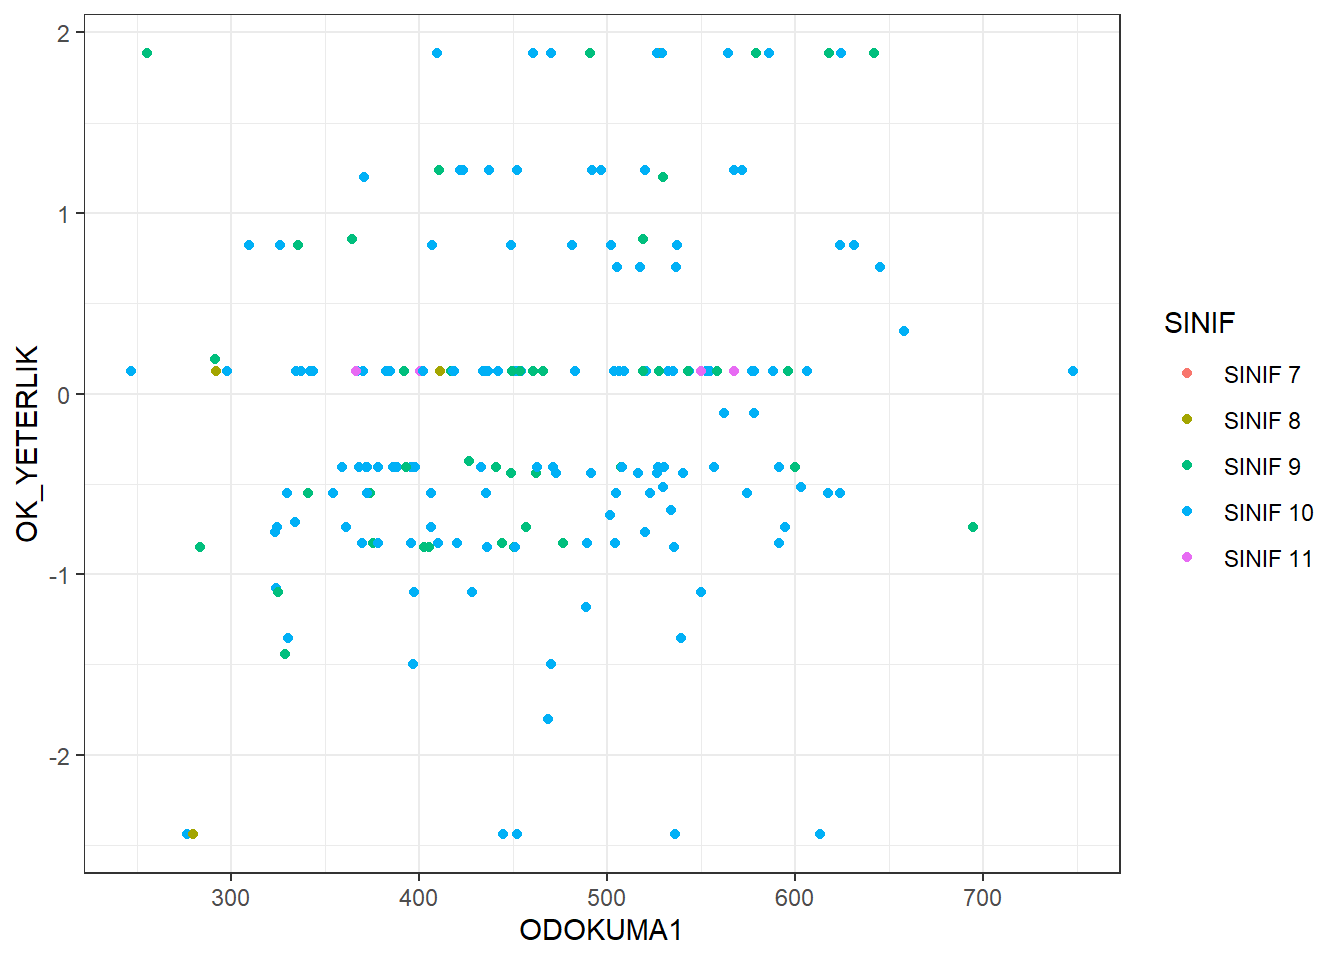 2
1
0
-1
-2
OK_YETERLIK
300 400 500 600 700
ODOKUMA1
SINIF
SINIF 7
SINIF 8
SINIF 9
SINIF 10
SINIF 11